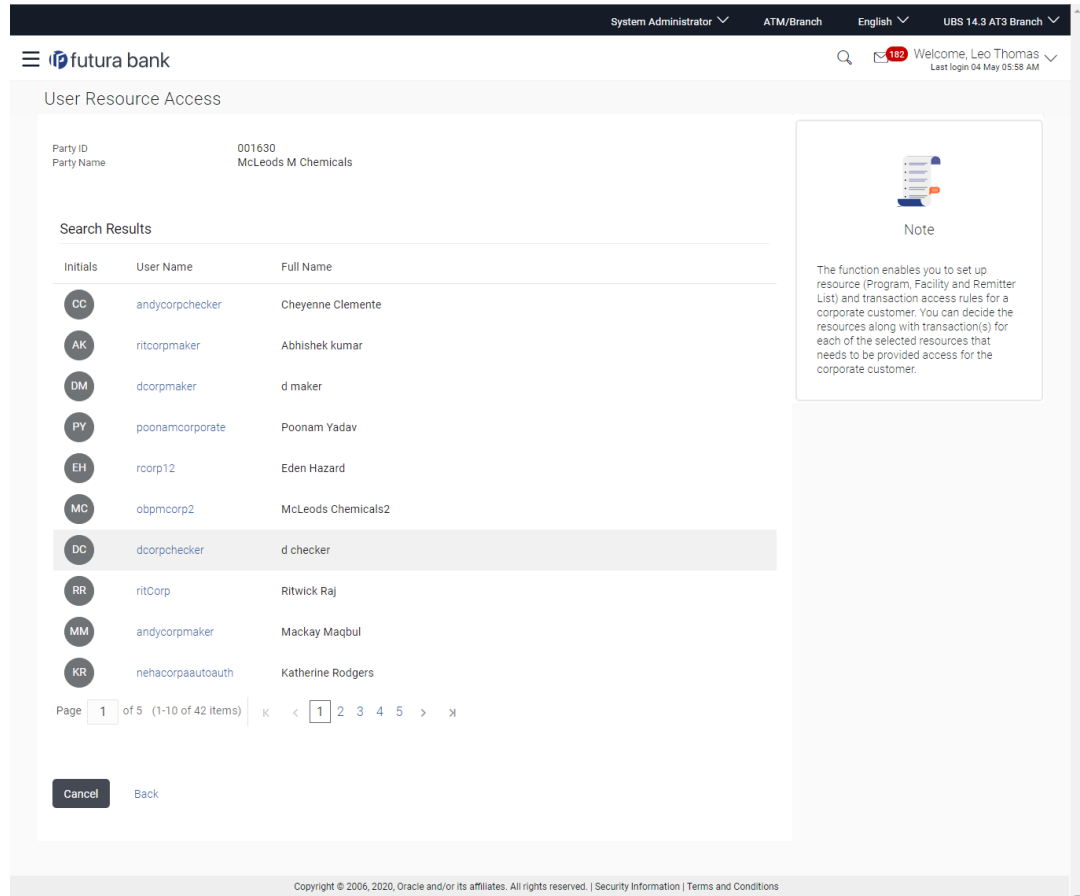 System Administrator ATM/Branch English UBS 14.3 AT3 Branch
futura bank 182 Welcome, Leo Thomas
Last login 04 May 05:58 AM
User Resource Access
Party ID 001630
Party Name McLeods M Chemicals
Search Results
Initials User Name Full Name
CC andycorpchecker Cheyenne Clemente
AK ritcorpmaker Abhishek kumar
DM dcorpmaker d maker
PY poonamcorporate Poonam Yadav
EH rcorp12 Eden Hazard
MC obpmcorp2 McLeods Chemicals2
DC dcorpchecker d checker
RR ritCorp Ritwick Raj
MM andycorpmaker Mackay Maqbul
KR nehacorpaautoauth Katherine Rodgers
Page 1 of 5 (1-10 of 42 items) 1 2 3 4 5
Cancel Back
Note
The function enables you to set up
resource (Program, Facility and Remitter
List) and transaction access rules for a
corporate customer. You can decide the
resources along with transaction(s) for
each of the selected resources that
needs to be provided access for the
corporate customer.
Copyright © 2006, 2020, Oracle and/or its affiliates. All rights reserved. | Security Information | Terms and Conditions